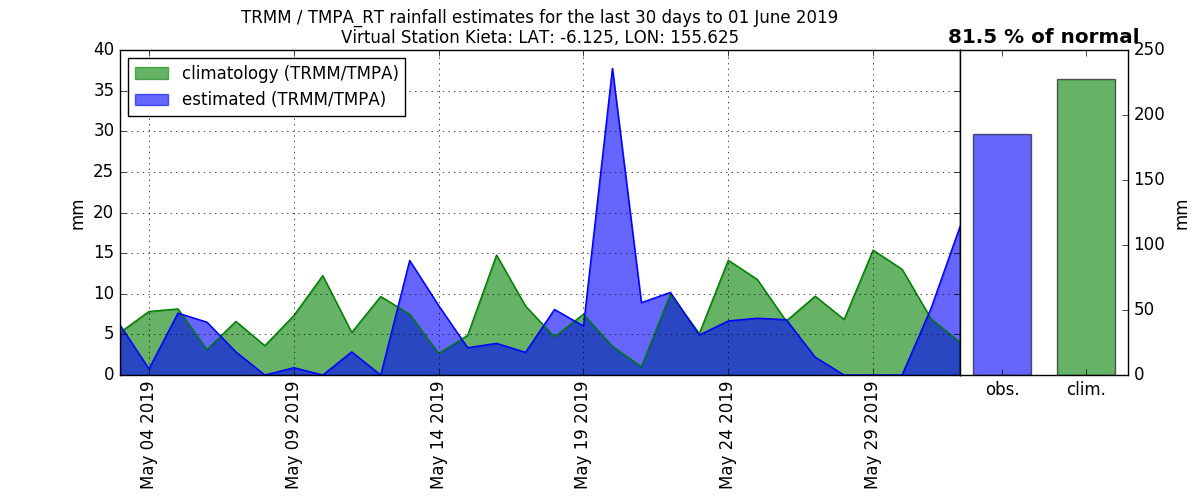 TRMM / TMPA_RT rainfall estimates for the last 30 days to 01 June 2019
Virtual Station Kieta: LAT: -6.125, LON: 155.625
81.5 % of normal
climatology (TRMM/TMPA)
estimated (TRMM/TMPA)
40
35
30
25
20
15
10
5
0
mm
May 04 2019
May 09 2019
May 14 2019
May 19 2019
May 24 2019
May 29 2019
250
200
150
100
50
0
mm
obs.
clim.